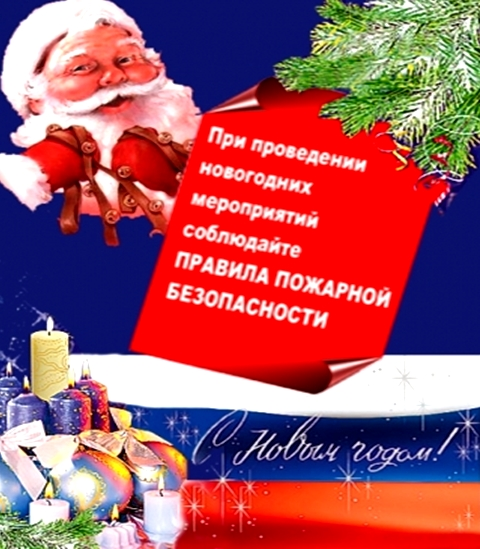 При проведении
новогодних
мероприятий
соблюдайте
ПРАВИЛА ПОЖАРНОЙ
БЕЗОПАСНОСТИ
С Новым годом!